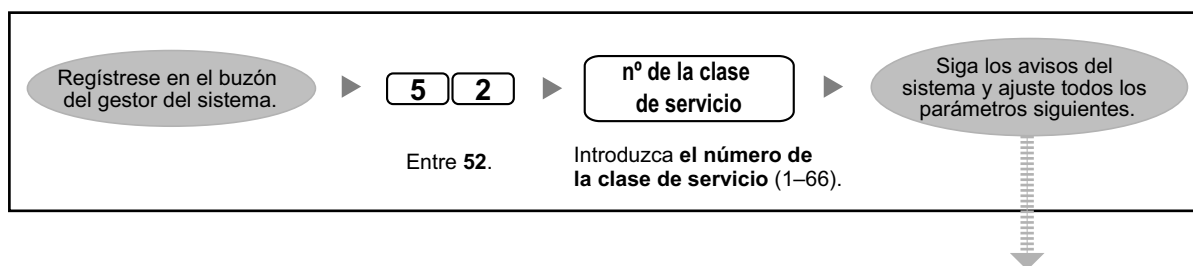 Regístrese en el buzón
del gestor del sistema.
5 2
Entre 52.
nº de la clase
de servicio
Introduzca el número de
la clase de servicio (1–66).
Siga los avisos del
sistema y ajuste todos los
parámetros siguientes.